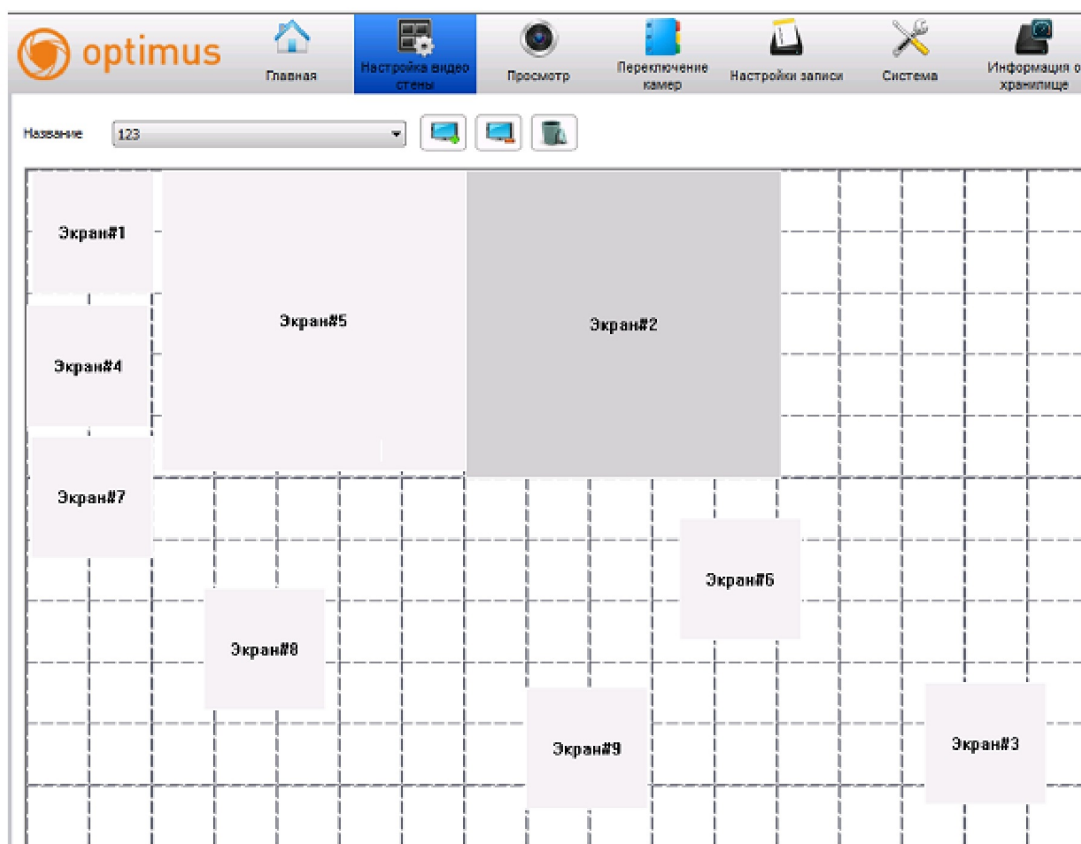 optimus
Главная
Настройка видео
стены
Просмотр
Переключение
камер
Настройки записи
Система
Информация о
хранилище
Название
123
Экран#1
Экран#5
Экран#2
Экран#4
Экран#7
Экран#6
Экран#8
Экран#9
Экран#3